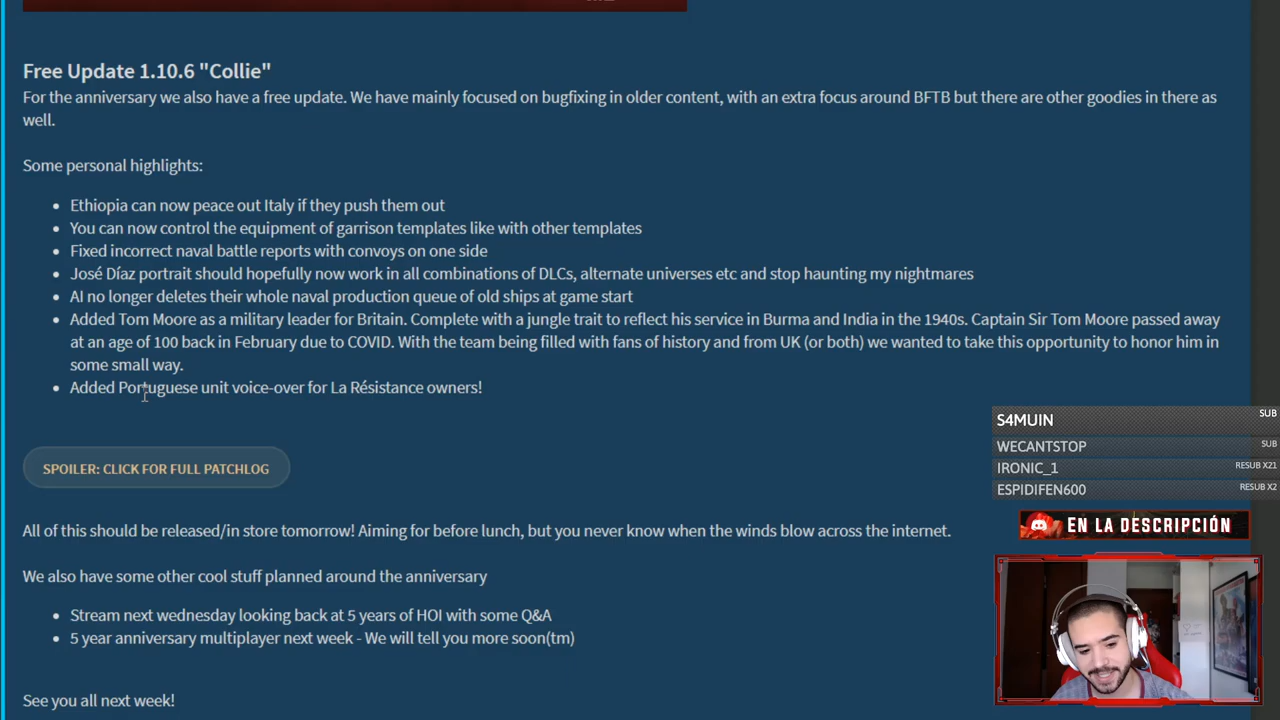 Free Update 1.10.6 "Collie"
For the anniversary we also have a free update. We have mainly focused on bugfixing in older content, with an extra focus around BFTB but there are other goodies in there as
well.
Some personal highlights:
Ethiopia can now peace out Italy if they push them out
You can now control the equipment of garrison templates like with other templates
Fixed incorrect naval battle reports with convoys on one side
José Díaz portrait should hopefully now work in all combinations of DLCs, alternate universes etc and stop haunting my nightmares
AI no longer deletes their whole naval production queue of old ships at game start
Added Tom Moore as a military leader for Britain. Complete with a jungle trait to reflect his service in Burma and India in the 1940s. Captain Sir Tom Moore passed away
at an age of 100 back in February due to COVID. With the team being filled with fans of history and from UK (or both) we wanted to take this opportunity to honor him in
some small way.
Added Portuguese unit voice-over for La Résistance owners!
S4MUIN SUB
WECANTSTOP SUB
IRONIC_1 RESUB X21
ESPIDIFEN600 RESUB X2
SPOILER: CLICK FOR FULL PATCHLOG
EN LA DESCRIPCIÓN
All of this should be released/in store tomorrow! Aiming for before lunch, but you never know when the winds blow across the internet.
We also have some other cool stuff planned around the anniversary
Stream next wednesday looking back at 5 years of HOI with some Q&A
5 year anniversary multiplayer next week - We will tell you more soon(tm)
See you all next week!